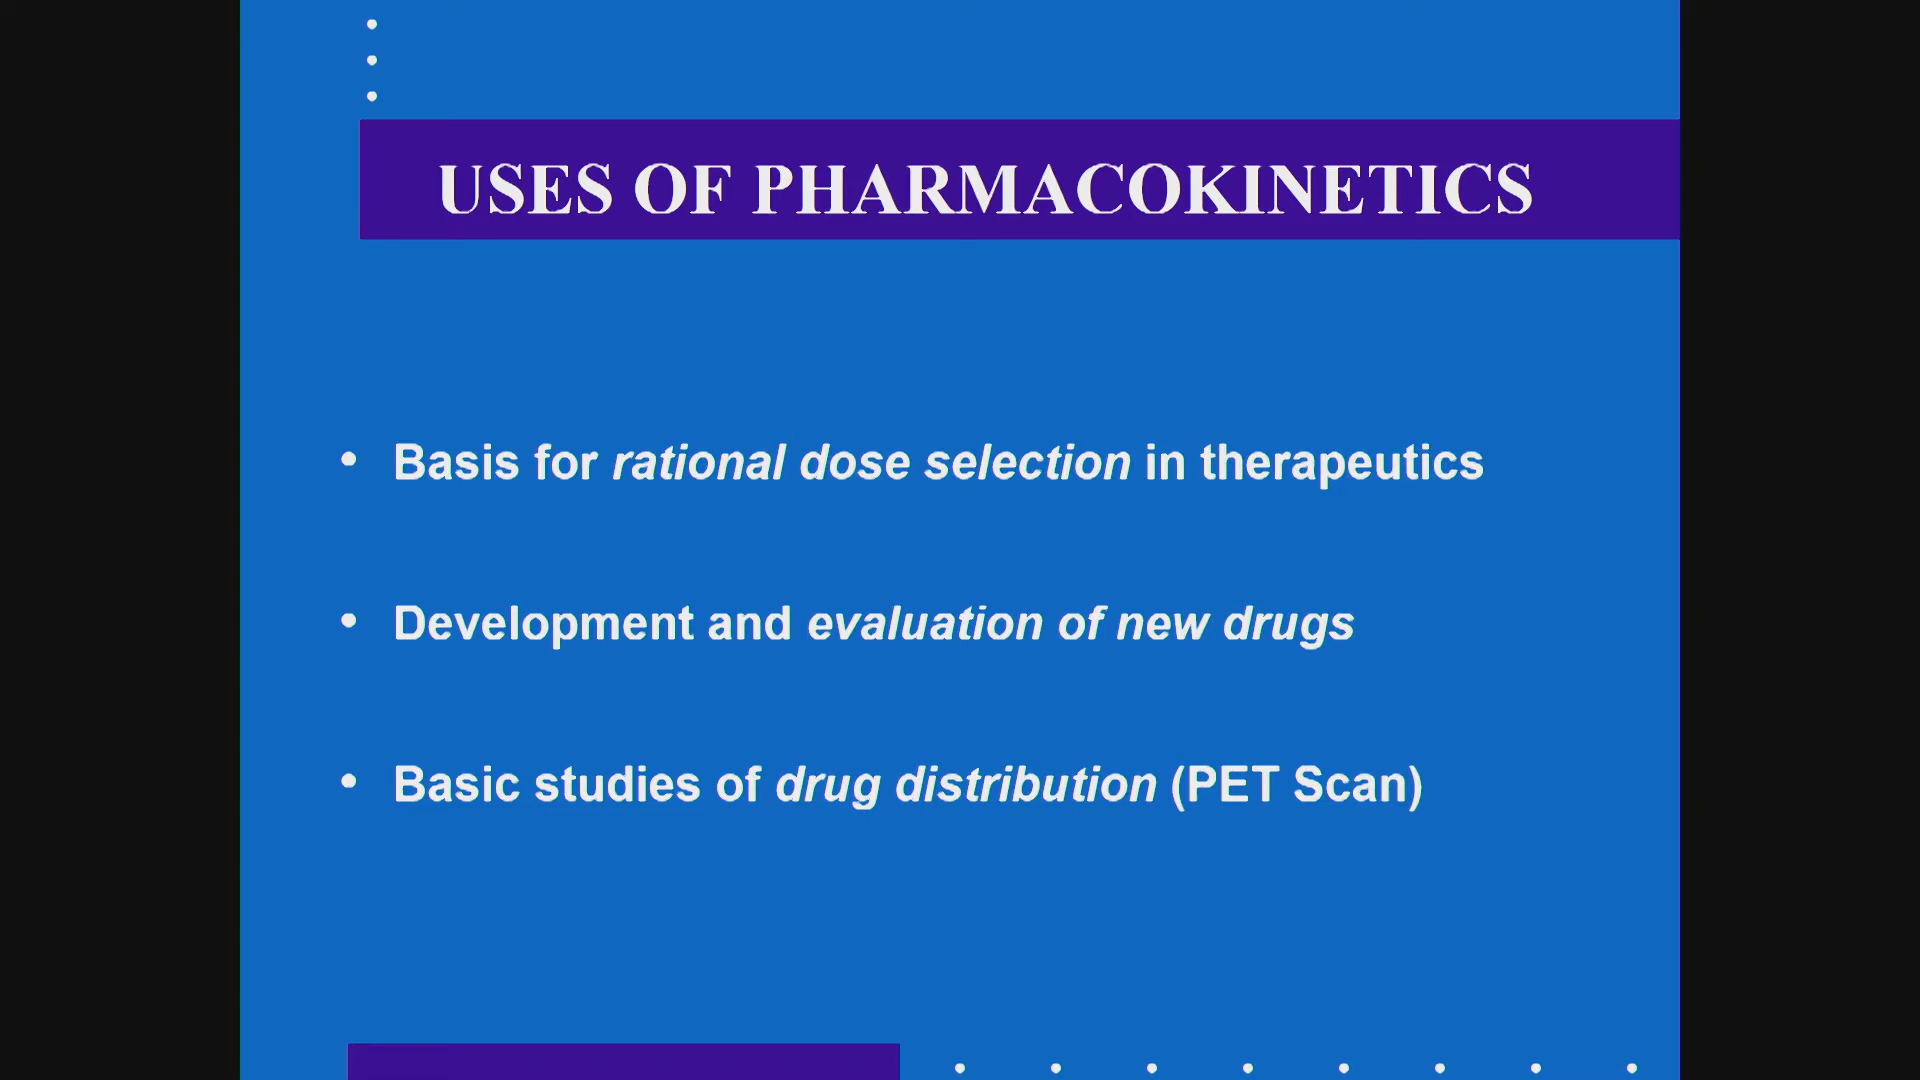 USES OF PHARMACOKINETICS
• Basis for rational dose selection in therapeutics
• Development and evaluation of new drugs
• Basic studies of drug distribution (PET Scan)